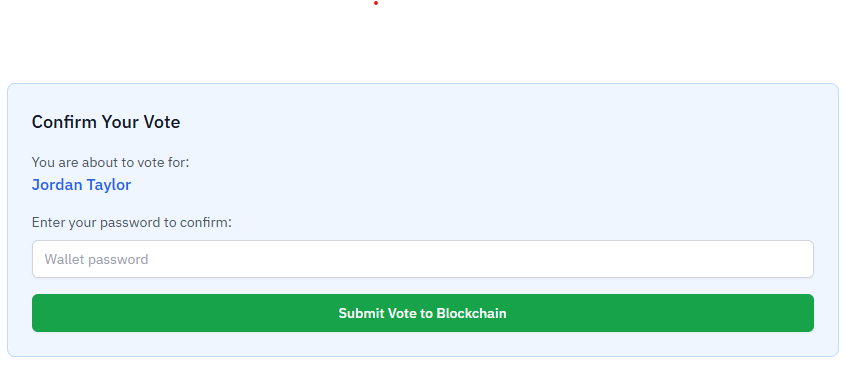 Confirm Your Vote
You are about to vote for:
Jordan Taylor
Enter your password to confirm:
Wallet password
Submit Vote to Blockchain